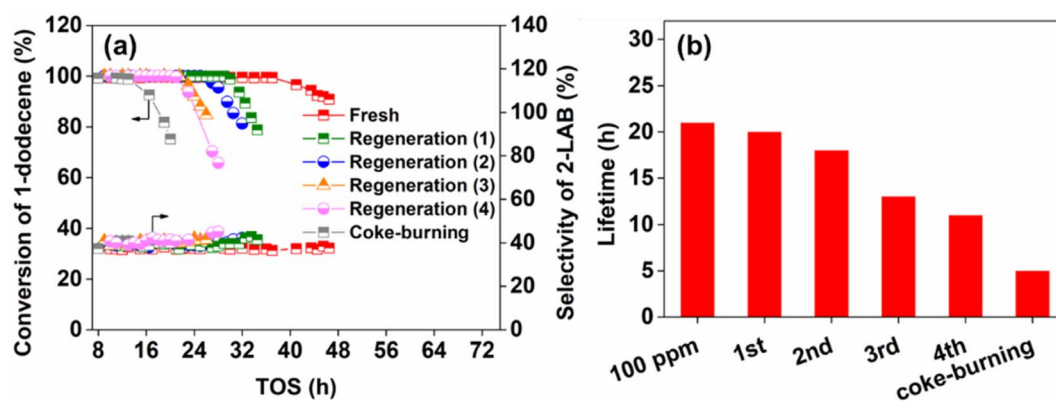 (a)
Conversion of 1-dodecene (%)
120
100
80
60
40
20
0
8 16 24 32 40 48 56 64 72
TOS (h)
140
120
100
80
60
40
20
0
Selectivity of 2-LAB (%)
Fresh
Regeneration (1)
Regeneration (2)
Regeneration (3)
Regeneration (4)
Coke-burning
(b)
Lifetime (h)
30
25
20
15
10
5
0
100 ppm
1st
2nd
3rd
4th
coke-burning